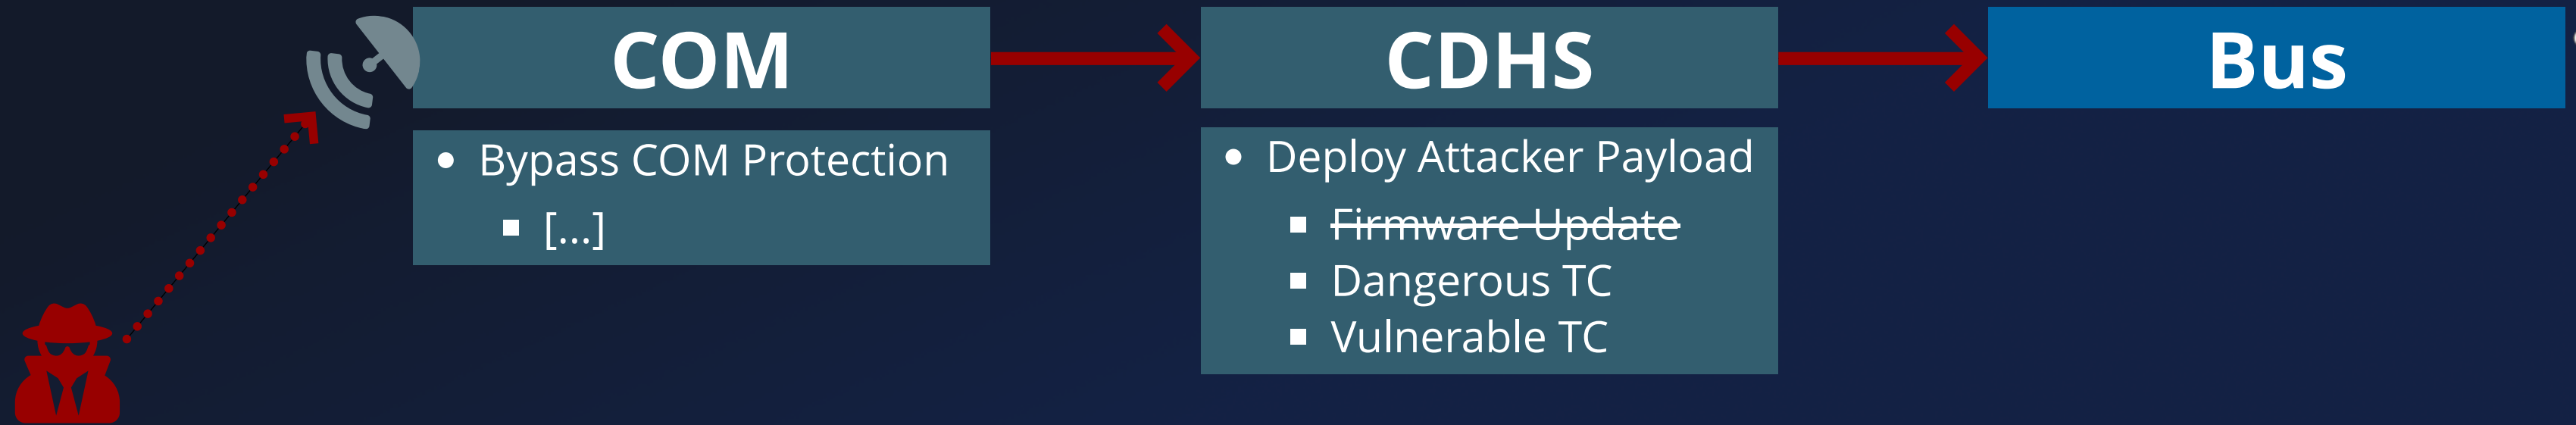 COM
CDHS
Bus
• Bypass COM Protection
▪ [...]
• Deploy Attacker Payload
▪ Firmware Update
▪ Dangerous TC
▪ Vulnerable TC